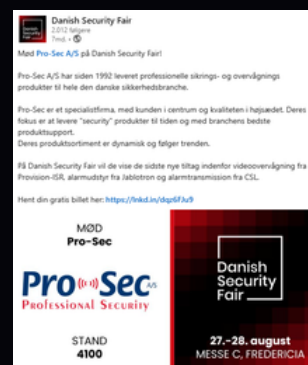 Danish Security Fair
2.012 følgere
7md. •
Mød Pro-Sec A/S på Danish Security Fair!
Pro-Sec A/S har siden 1992 leveret professionelle sikrings- og overvågnings
produkter til hele den danske sikkerhedsbranche.
Pro-Sec er et specialistfirma, med kunden i centrum og kvaliteten i højsædet. Deres
fokus er at levere "security" produkter til tiden og med branchens bedste
produktsupport.
Deres produktsortiment er dynamisk og følger trenden.
På Danish Security Fair vil de vise de sidste nye tiltag indenfor videoovervågning fra
Provision-ISR, alarmudstyr fra Jablotron og alarmtransmission fra CSL.
Hent din gratis billet her: https://lnkd.in/dqz6FJu9
MØD
Pro-Sec
Pro Sec A/S
Professional Security
STAND
4100
Danish
Security
Fair
27.-28. august
MESSE C, FREDERICIA